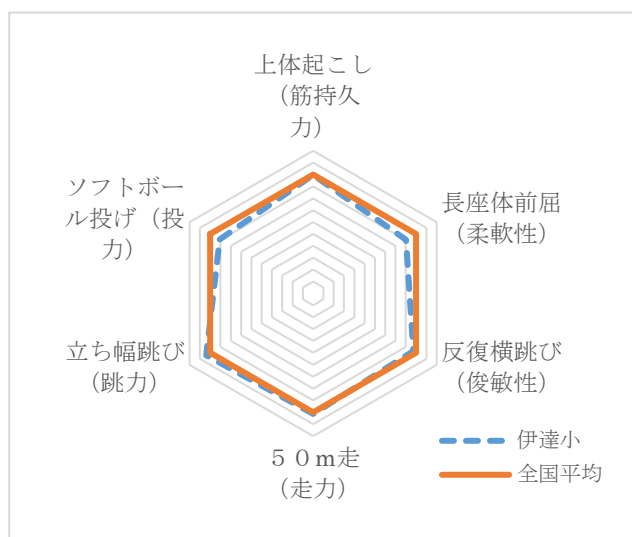 上体起こし
（筋持久
力）
ソフトボー
ル投げ（投
力）
長座体前屈
（柔軟性）
立ち幅跳び
（跳力）
反復横跳び
（俊敏性）
５０ｍ走
（走力）
伊達小
全国平均